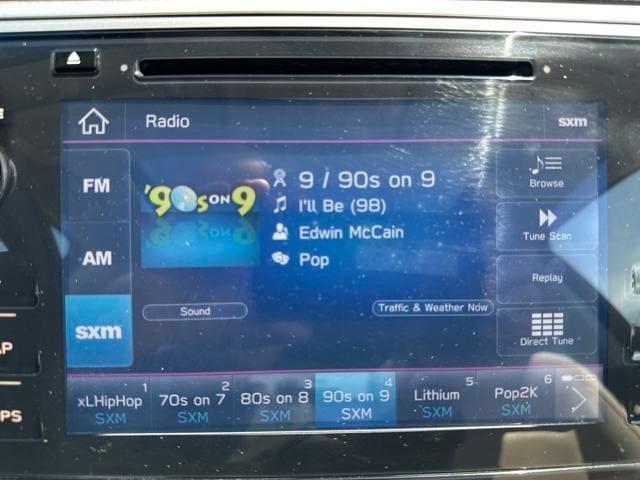 Radio
sxm
FM
AM
sxm
'90s ON 9
9 / 90s on 9
I'll Be (98)
Edwin McCain
Pop
Browse
Tune Scan
Replay
Direct Tune
Sound
Traffic & Weather Now
1
xLHipHop
SXM
2
70s on 7
SXM
3
80s on 8
SXM
4
90s on 9
SXM
5
Lithium
SXM
6
Pop2K
SXM